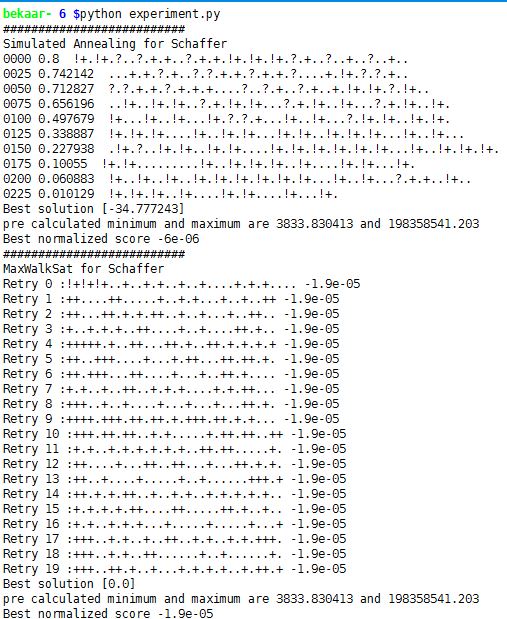 bekaar- 6 $python experiment.py
##########################
Simulated Annealing for Schaffer
0000 0.8  !+.!+.?..?.+.+..?.+.+.!+.!+.!+.?.+..?..+..?..+..
0025 0.742142  ...+.+.?..?.+.+..?..+.+.?.+.?....+.!+.?.+..
0050 0.712827  ?.?.+.?.+.+.+.+....?..?..+..+.+.!+.+.!+.?.!+..
0075 0.656196  ..!+..!+..!+..?.+.!+.+.?.+.!+..!+.?.+.!+..!+.
0100 0.497679  !+...!+..!+...!+.?.?...!+..!+...?.!+..!+..!+.
0125 0.338887  !+.!+.!+....!+..!+.!+..!+.!+...!+..!+.!+...
0150 0.227938  .!+.?..!+..!+.!+.!+..!+.!+.!+.!+...!+..!+.!+.!+.
0175 0.10055  !+.!+.........!+..!+.!+..!+....!+...!+.
0200 0.060883  !+..!+.!+.!+..!+.!+...!+..!+...?.+.+..!+..
0225 0.010129  !+.!+.!+..!+....!+.!+....!+...!+.
Best solution [-34.777243]
pre calculated minimum and maximum are 3833.830413 and 198358541.203
Best normalized score -6e-06
##########################
MaxWalkSat for Schaffer
Retry 0 :!+!+!+..+..+.+..+..+....+.+.+.... -1.9e-05
Retry 1 :++....++.....+..+.+..+...+..++ -1.9e-05
Retry 2 :++...++.+...++....++..+..++.. -1.9e-05
Retry 3 :+..+.+..++....+..+.+...++.+. -1.9e-05
Retry 4 :+++++.+..++...++.+..++.+.+.+.+ -1.9e-05
Retry 5 :++..+++....+...+.++...++.+.+. -1.9e-05
Retry 6 :++.+++...++...++..+..++.++.. -1.9e-05
Retry 7 :+.+..+..++..+.+.+....+..++... -1.9e-05
Retry 8 :+++..+..+....+...+....++..++.+. -1.9e-05
Retry 9 :++++.+++.++.+.+++.+++.++.+.+. -1.9e-05
Retry 10 :+++.++.++.+.+.....+.++.++..++ -1.9e-05
Retry 11 :+.+..+.+..+.+.+.++.++.....+. -1.9e-05
Retry 12 :++....+...++..++...+...++.+.+. -1.9e-05
Retry 13 :++..+....+.....+..+......+++.+ -1.9e-05
Retry 14 :++.+.+.++..+..+.+.+..+..+.+.. -1.9e-05
Retry 15 :++.+.+..++.+...++..+..+.+..+. -1.9e-05
Retry 16 :+.+..+.+...+..+.....+....+...+ -1.9e-05
Retry 17 :+++.+..+.+..++..+..+.+.+++. -1.9e-05
Retry 18 :+++..+..+..++......+..+......+. -1.9e-05
Retry 19 :+++..++.+..+...+.+.+.+..++.+ -1.9e-05
Best solution [0.0]
pre calculated minimum and maximum are 3833.830413 and 198358541.203
Best normalized score -1.9e-05